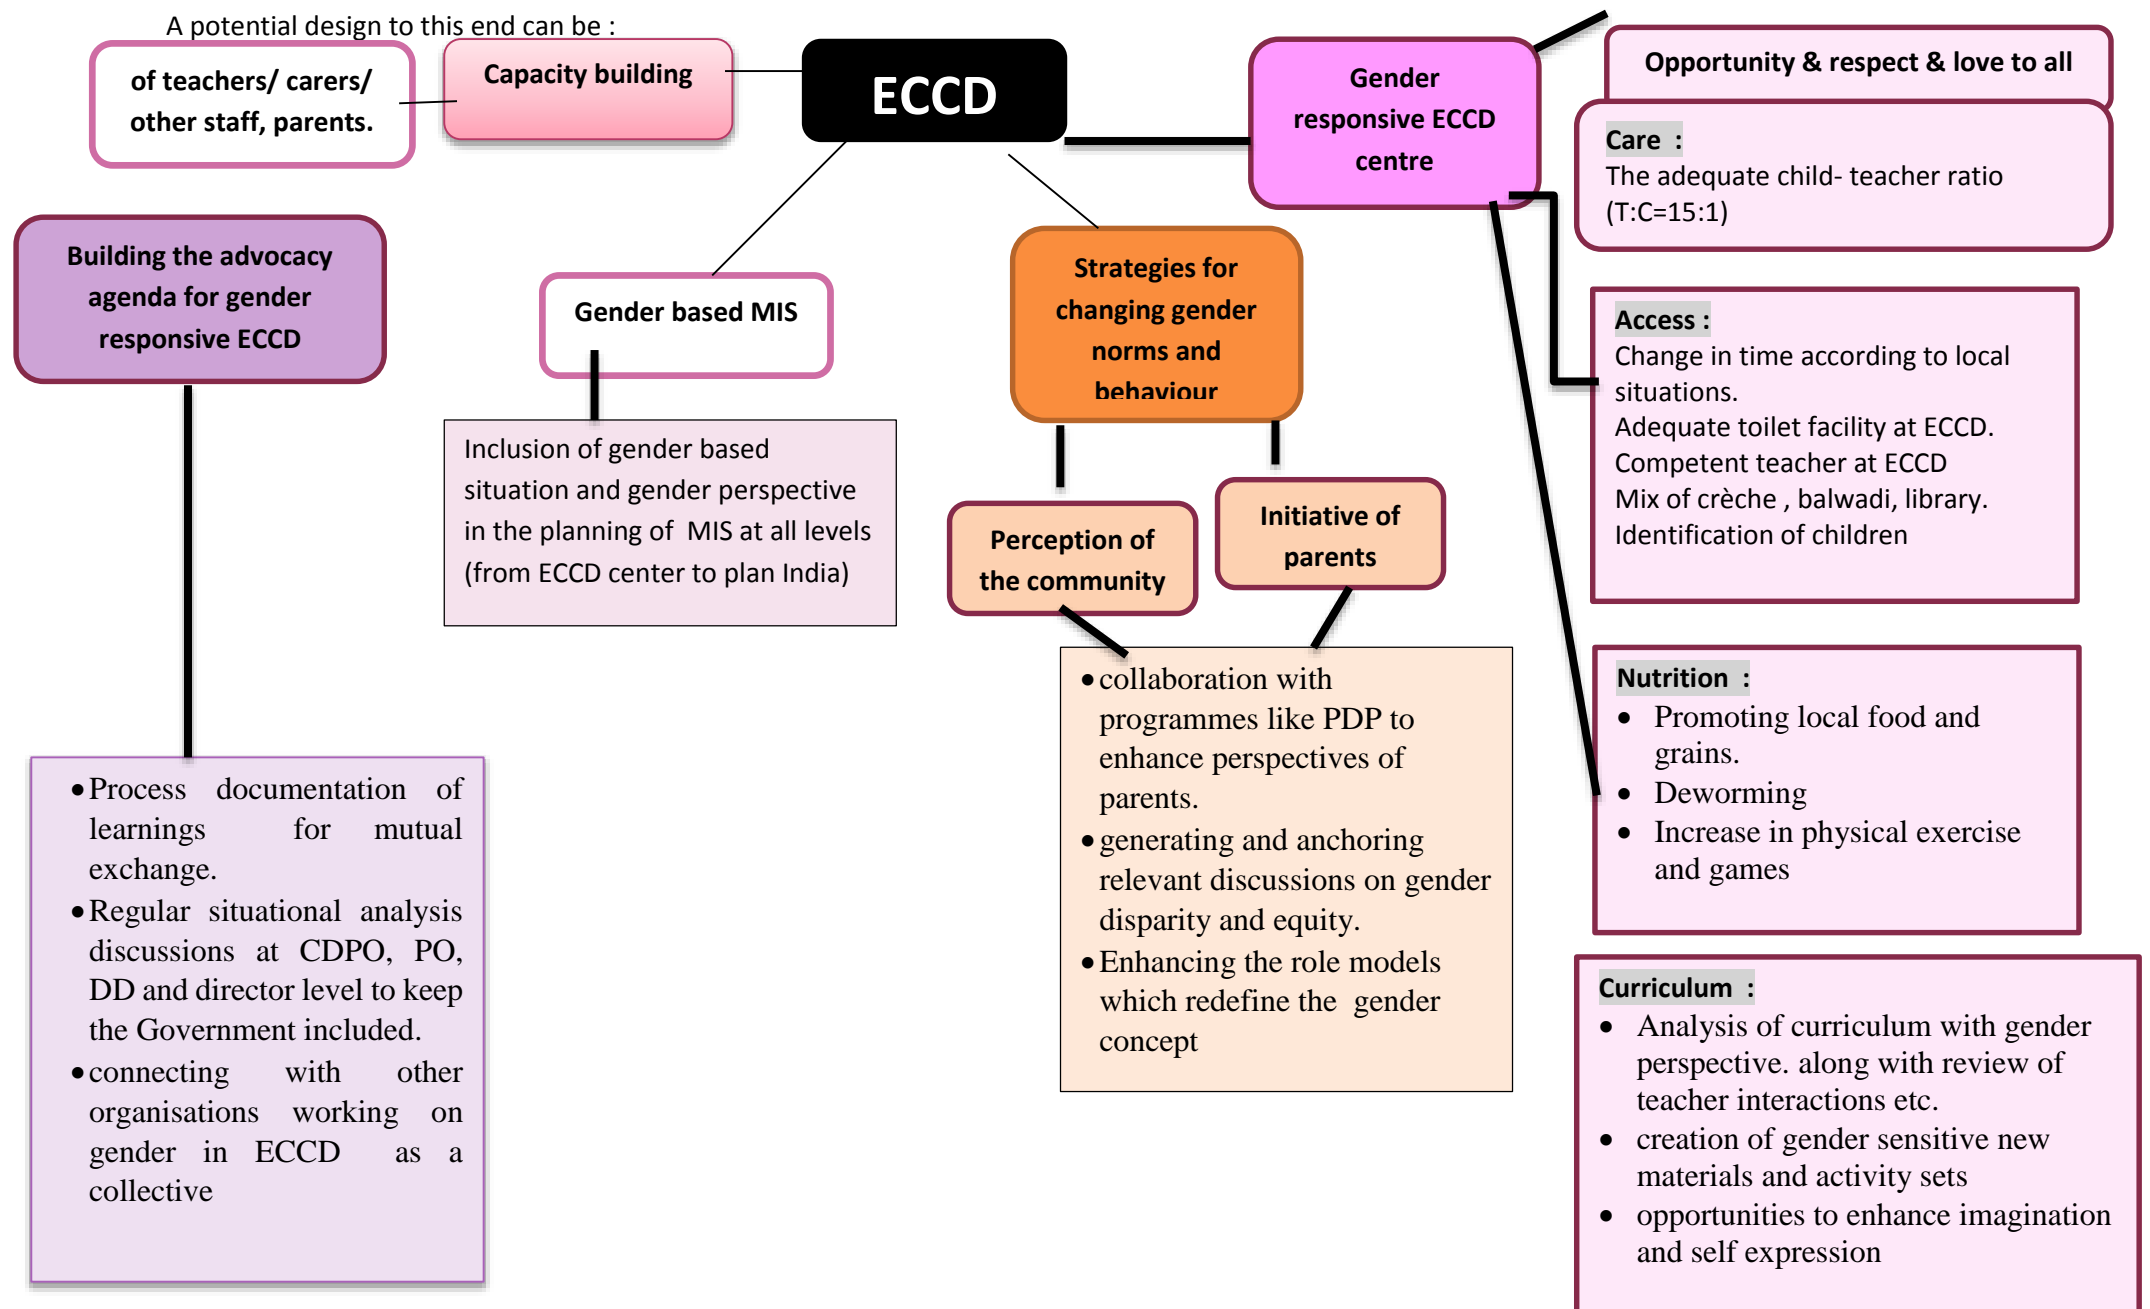 A potential design to this end can be :
of teachers/ carers/
other staff, parents.
Capacity building
ECCD
Gender
responsive ECCD
centre
Opportunity & respect & love to all
Care :
The adequate child- teacher ratio
(T:C=15:1)
Building the advocacy
agenda for gender
responsive ECCD
Gender based MIS
Strategies for
changing gender
norms and
behaviour
Access :
Change in time according to local
situations.
Adequate toilet facility at ECCD.
Competent teacher at ECCD
Mix of crèche , balwadi, library.
Identification of children
Inclusion of gender based
situation and gender perspective
in the planning of MIS at all levels
(from ECCD center to plan India)
Perception of
the community
Initiative of
parents
• collaboration with
programmes like PDP to
enhance perspectives of
parents.
• generating and anchoring
relevant discussions on gender
disparity and equity.
• Enhancing the role models
which redefine the gender
concept
Nutrition :
• Promoting local food and
grains.
• Deworming
• Increase in physical exercise
and games
• Process documentation of
learnings for mutual
exchange.
• Regular situational analysis
discussions at CDPO, PO,
DD and director level to keep
the Government included.
• connecting with other
organisations working on
gender in ECCD as a
collective
Curriculum :
• Analysis of curriculum with gender
perspective. along with review of
teacher interactions etc.
• creation of gender sensitive new
materials and activity sets
• opportunities to enhance imagination
and self expression